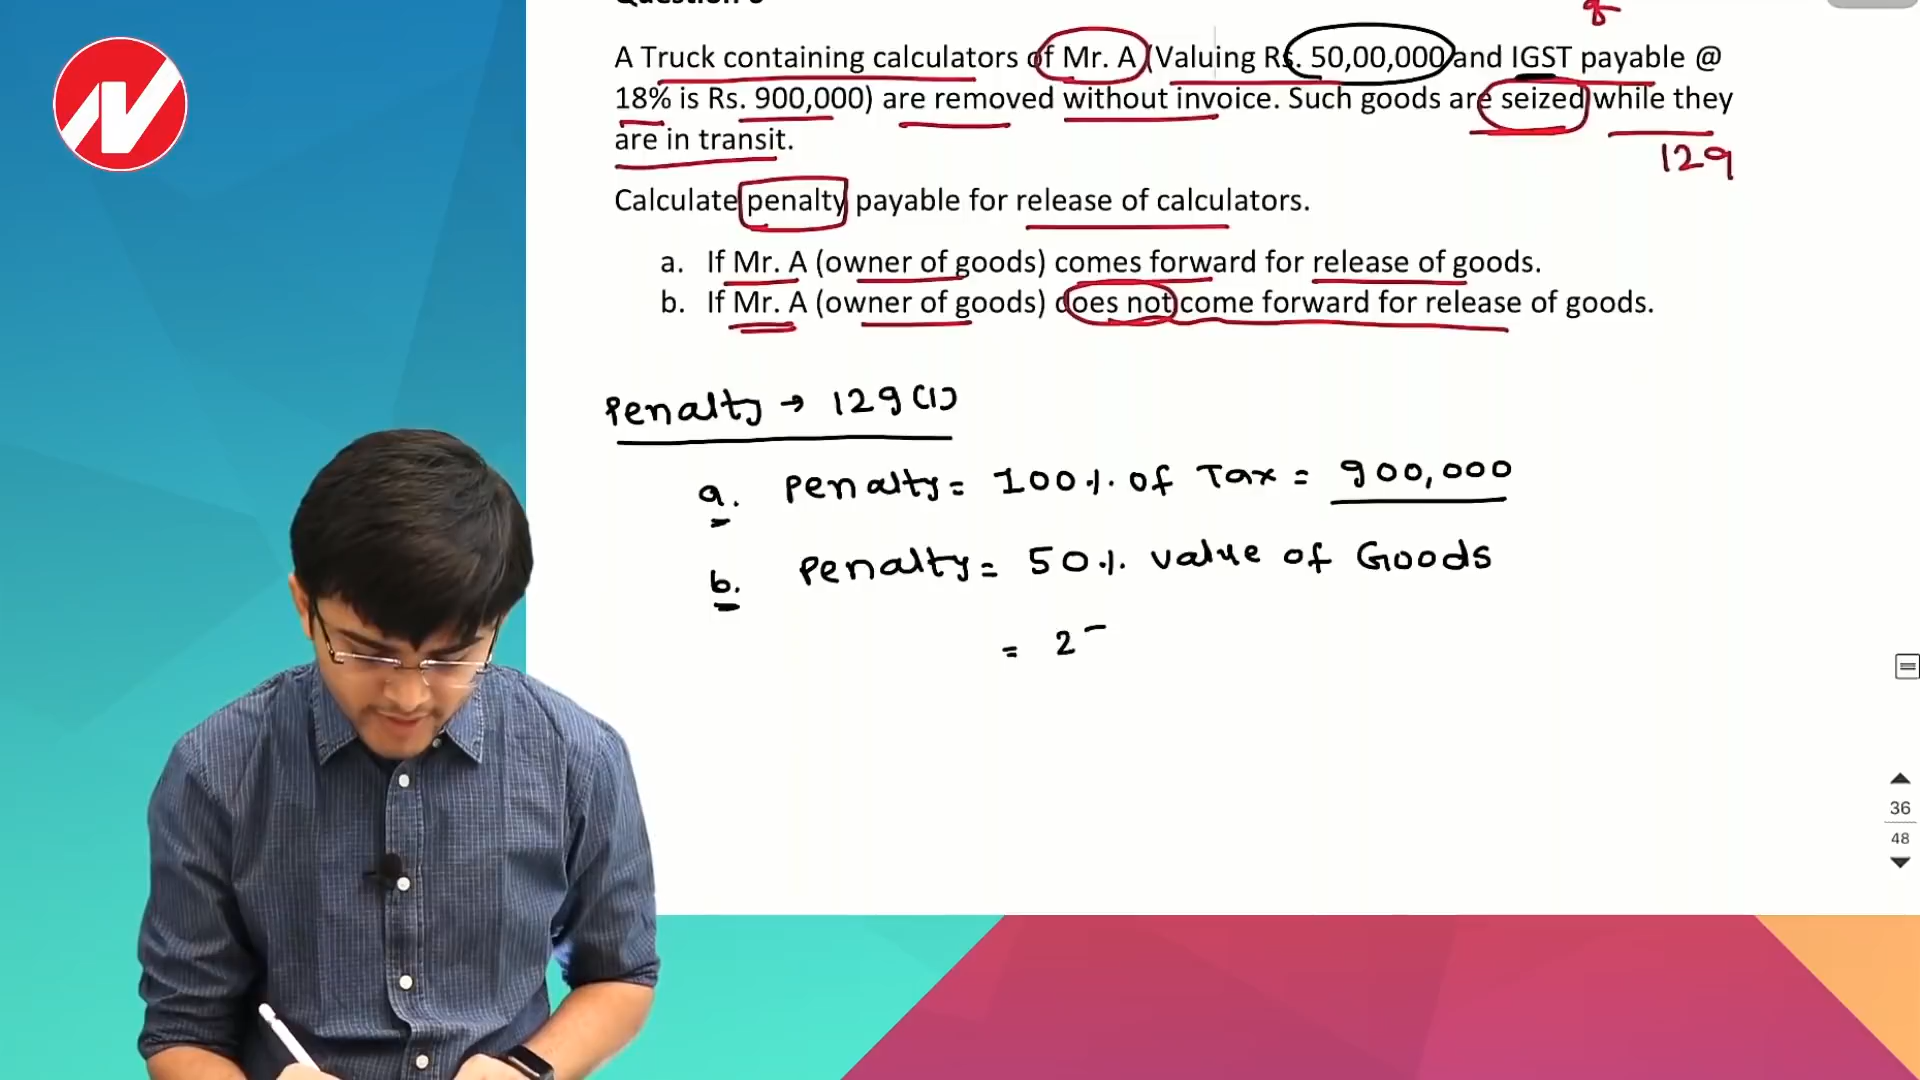 A Truck containing calculators of Mr. A (Valuing Rs. 50,00,000 and IGST payable @
18% is Rs. 900,000) are removed without invoice. Such goods are seized while they
are in transit.
129
Calculate penalty payable for release of calculators.
a. If Mr. A (owner of goods) comes forward for release of goods.
b. If Mr. A (owner of goods) does not come forward for release of goods.
Penalty → 129(1)
a. Penalty = 100% of Tax = 900,000
b. Penalty = 50% value of Goods
= 2
36
48